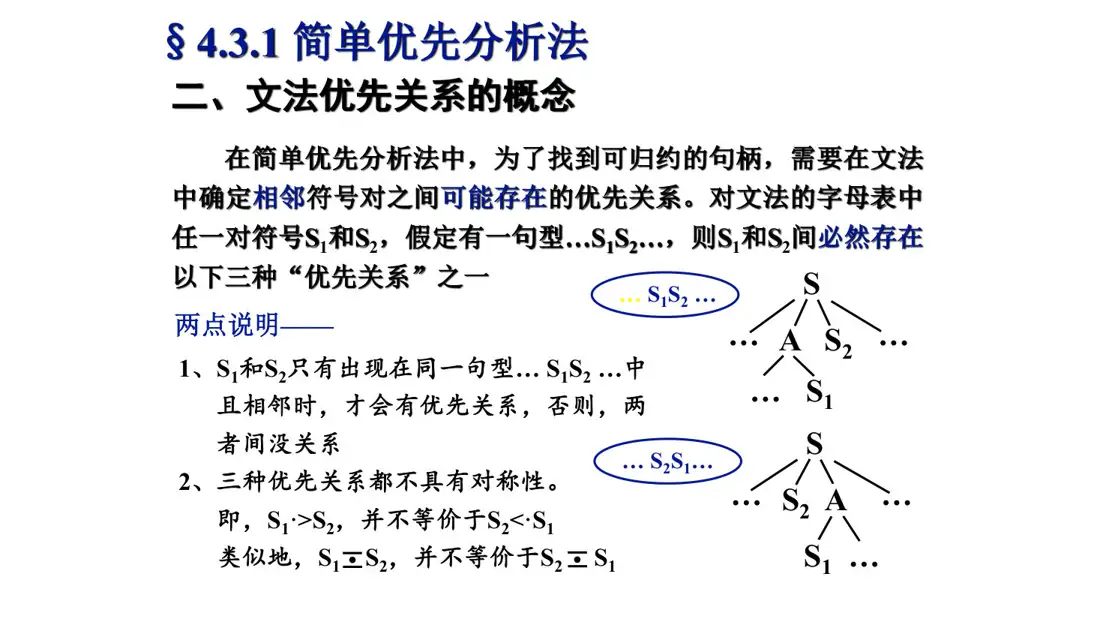 §4.3.1 简单优先分析法
二、文法优先关系的概念
在简单优先分析法中，为了找到可归约的句柄，需要在文法
中确定相邻符号对之间可能存在的优先关系。对文法的字母表中
任一对符号S₁和S₂，假定有一句型…S₁S₂…，则S₁和S₂间必然存在
以下三种“优先关系”之一
… S₁S₂ …
S
… A S₂ …
… S₁
两点说明——
1、S₁和S₂只有出现在同一句型… S₁S₂ …中
且相邻时，才会有优先关系，否则，两
者间没关系
2、三种优先关系都不具有对称性。
即，S₁·>S₂，并不等价于S₂<·S₁
类似地，S₁≖S₂，并不等价于S₂≖ S₁
… S₂S₁…
S
… S₂ A …
S₁ …